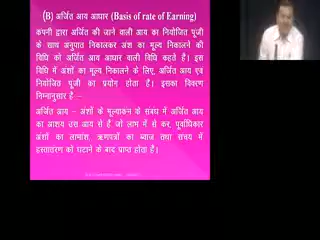 (B) अर्जित आय आधार (Basis of rate of Earning)
कंपनी द्वारा अर्जित की जाने वाली आय का नियोजित पूंजी
के साथ अनुपात निकालकर अंश का मूल्य निकालने की
विधि को अर्जित आय आधार वाली विधि कहते हैं। इस
विधि में अंशों का मूल्य निकालने के लिए, अर्जित आय एवं
नियोजित पूंजी का प्रयोग होता है। इसका विवरण
निम्नानुसार है –
अर्जित आय – अंशों के मूल्यांकन के संबंध में अर्जित आय
का आशय उस आय से हैं जो लाभ में से कर, पूर्वाधिकार
अंशों का लाभांश, ऋणपत्रों का ब्याज तथा संचय में
हस्तांतरण को घटाने के बाद प्राप्त होता हैं।